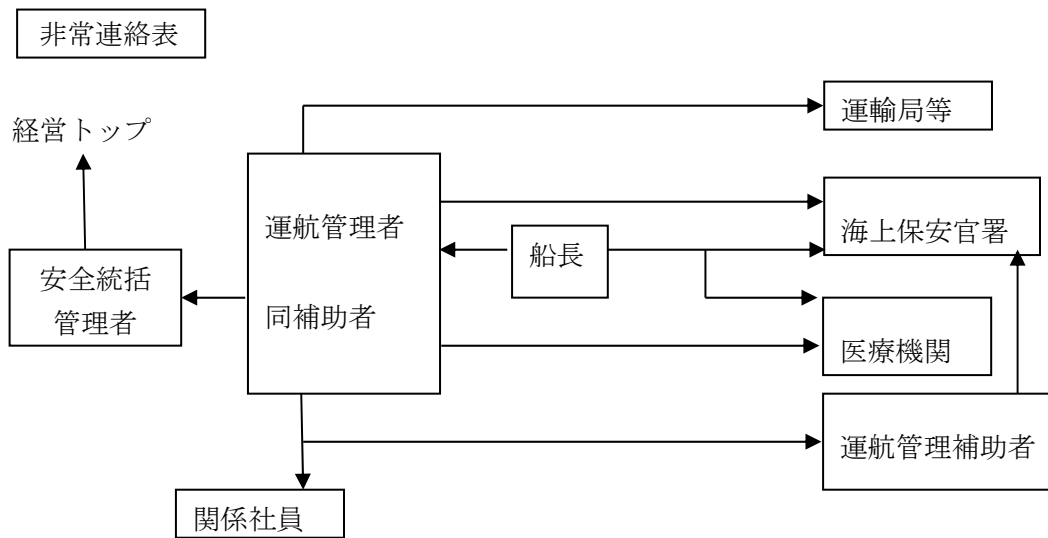 非常連絡表
運輸局等
経営トップ
運航管理者
同補助者
船長
海上保安官署
安全統括
管理者
医療機関
運航管理補助者
関係社員